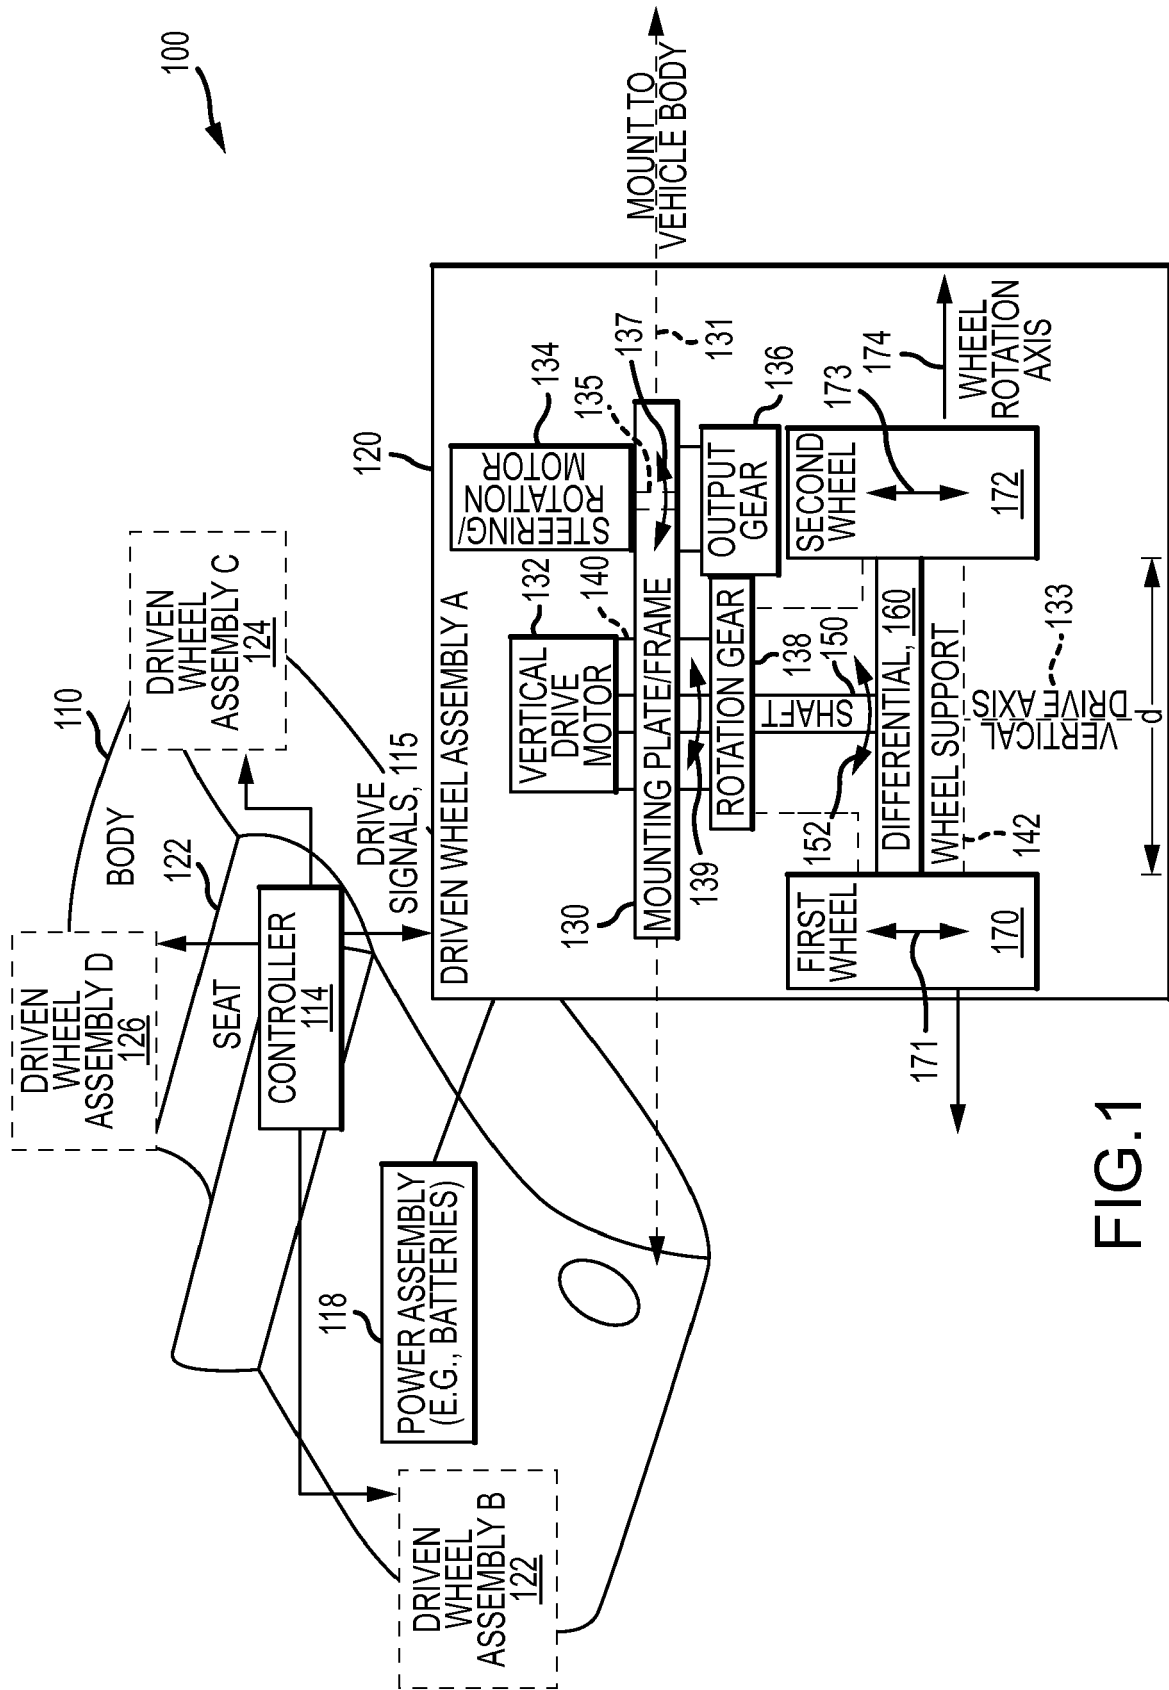 100
110
BODY
122
SEAT
DRIVEN
WHEEL
ASSEMBLY D
126
DRIVEN
WHEEL
ASSEMBLY C
124
CONTROLLER
114
DRIVE
SIGNALS, 115
118
POWER ASSEMBLY
(E.G., BATTERIES)
DRIVEN
WHEEL
ASSEMBLY B
122
120
DRIVEN WHEEL ASSEMBLY A
132
VERTICAL
DRIVE
MOTOR
140
134
STEERING/
ROTATION
MOTOR
135
137
131
MOUNT TO
VEHICLE BODY
130
MOUNTING PLATE/FRAME
139
ROTATION GEAR
138
OUTPUT
GEAR
136
SHAFT
150
152
DIFFERENTIAL, 160
WHEEL SUPPORT
142
VERTICAL
DRIVE AXIS
133
d
FIRST
WHEEL
170
171
SECOND
WHEEL
172
173
174
WHEEL
ROTATION
AXIS
FIG.1